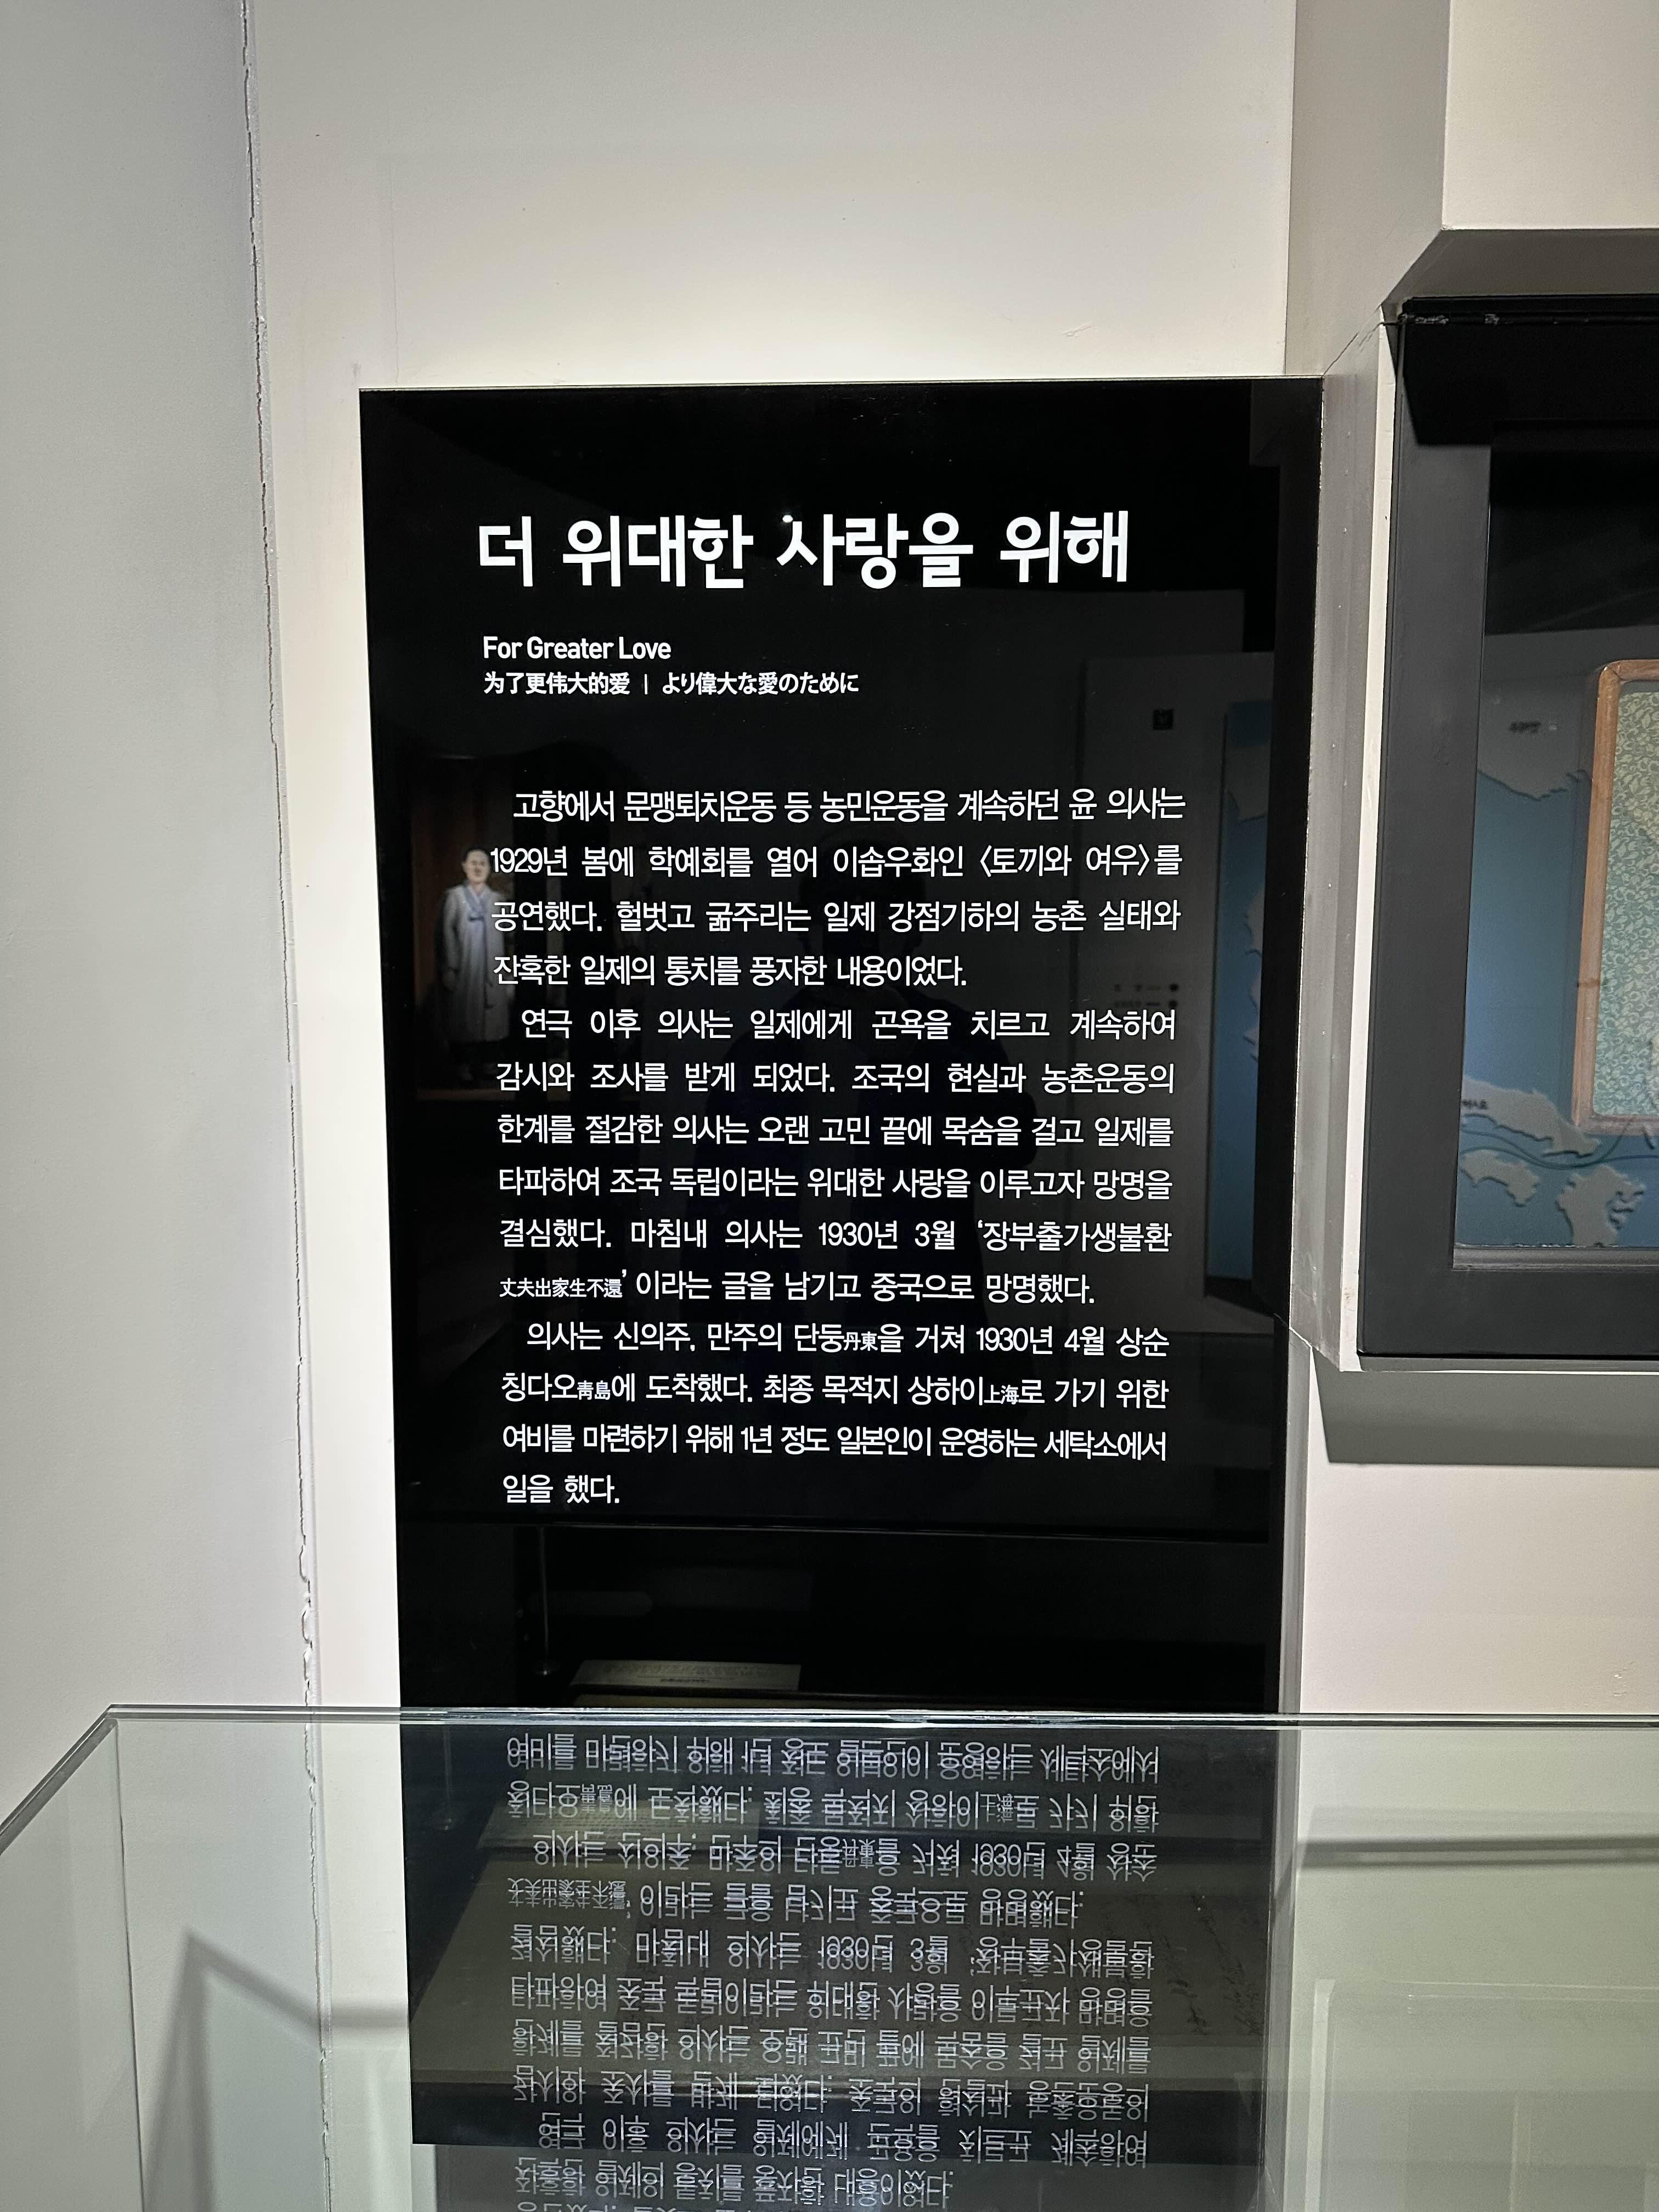 더 위대한 사랑을 위해
For Greater Love
为了更伟大的爱 | より偉大な愛のために
고향에서 문맹퇴치운동 등 농민운동을 계속하던 윤 의사는
1929년 봄에 학예회를 열어 이솝우화인 〈토끼와 여우〉를
공연했다. 헐벗고 굶주리는 일제 강점기하의 농촌 실태와
잔혹한 일제의 통치를 풍자한 내용이었다.
연극 이후 의사는 일제에게 곤욕을 치르고 계속하여
감시와 조사를 받게 되었다. 조국의 현실과 농촌운동의
한계를 절감한 의사는 오랜 고민 끝에 목숨을 걸고 일제를
타파하여 조국 독립이라는 위대한 사랑을 이루고자 망명을
결심했다. 마침내 의사는 1930년 3월 ‘장부출가생불환
丈夫出家生不還’ 이라는 글을 남기고 중국으로 망명했다.
의사는 신의주, 만주의 단둥丹東을 거쳐 1930년 4월 상순
칭다오靑島에 도착했다. 최종 목적지 상하이上海로 가기 위한
여비를 마련하기 위해 1년 정도 일본인이 운영하는 세탁소에서
일을 했다.